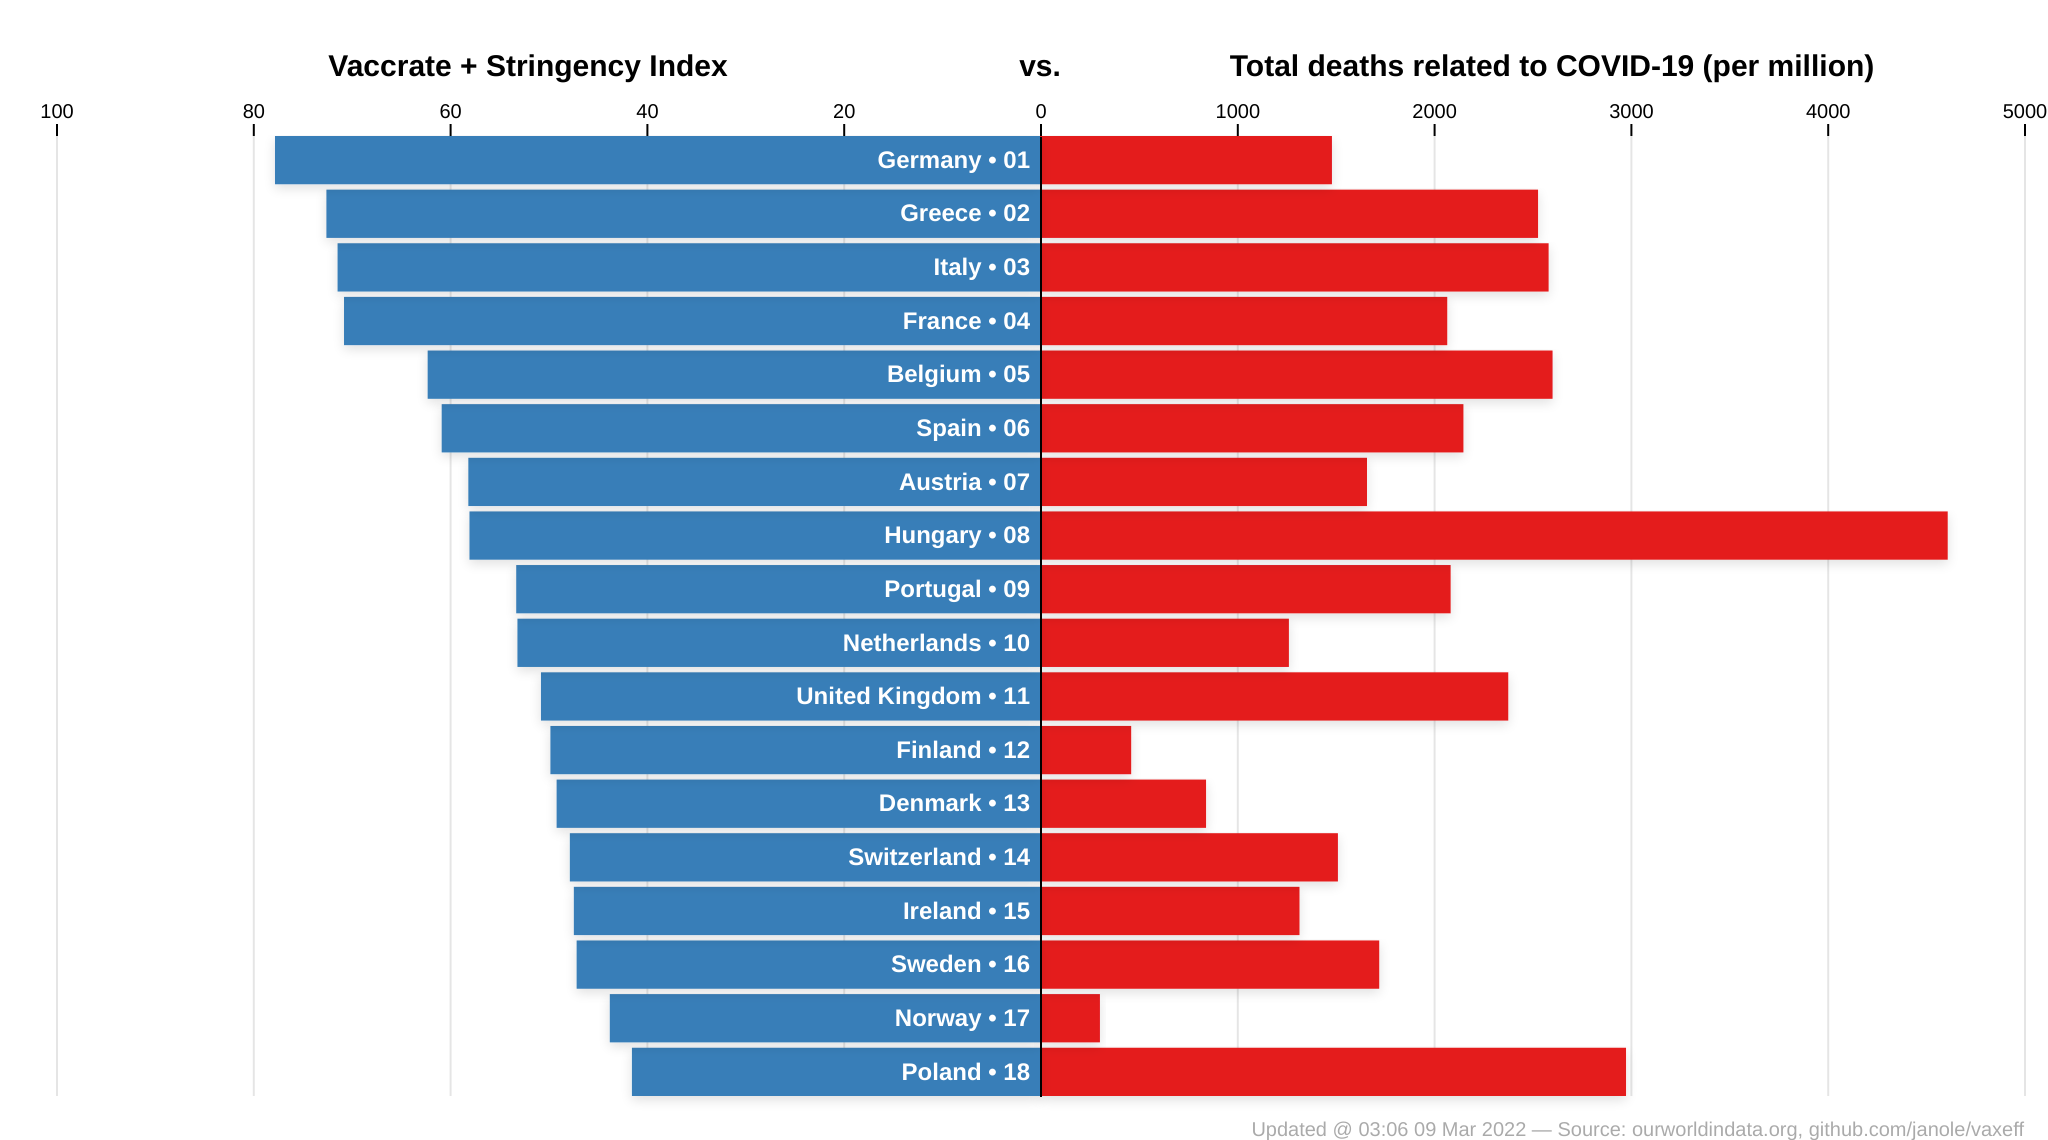 Vaccrate + Stringency Index vs. Total deaths related to COVID-19 (per million)
100 80 60 40 20 0 1000 2000 3000 4000 5000
Germany • 01
Greece • 02
Italy • 03
France • 04
Belgium • 05
Spain • 06
Austria • 07
Hungary • 08
Portugal • 09
Netherlands • 10
United Kingdom • 11
Finland • 12
Denmark • 13
Switzerland • 14
Ireland • 15
Sweden • 16
Norway • 17
Poland • 18
Updated @ 03:06 09 Mar 2022 — Source: ourworldindata.org, github.com/janole/vaxeff